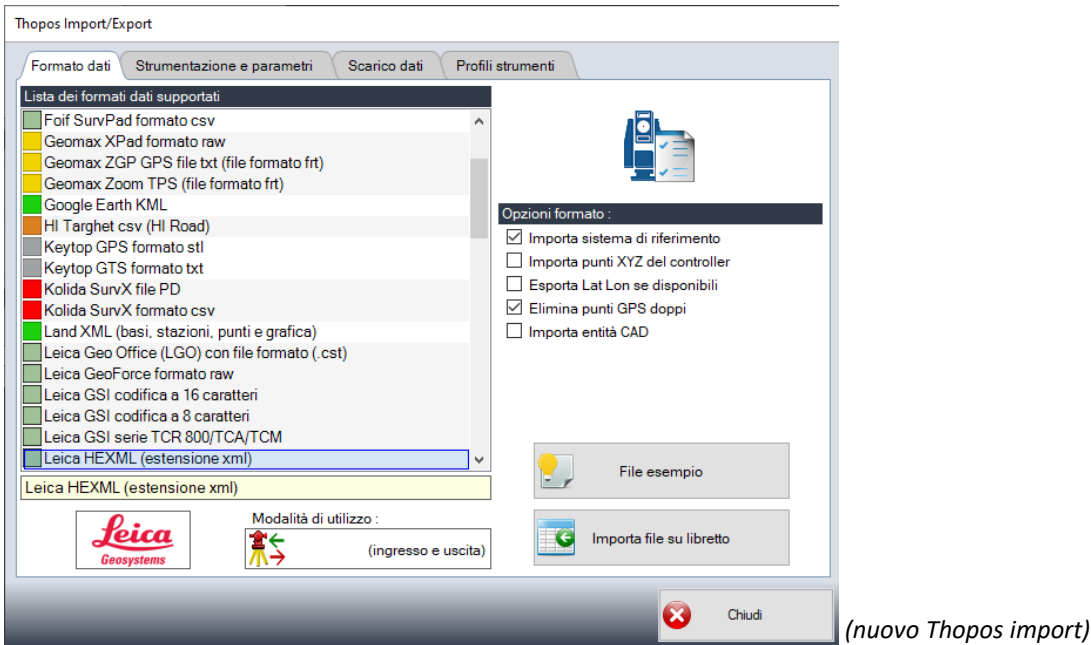 Thopos Import/Export
Formato dati Strumentazione e parametri Scarico dati Profili strumenti
Lista dei formati dati supportati
Foif SurvPad formato csv
Geomax XPad formato raw
Geomax ZGP GPS file txt (file formato frt)
Geomax Zoom TPS (file formato frt)
Google Earth KML
HI Targhet csv (HI Road)
Keytop GPS formato stl
Keytop GTS formato txt
Kolida SurvX file PD
Kolida SurvX formato csv
Land XML (basi, stazioni, punti e grafica)
Leica Geo Office (LGO) con file formato (.cst)
Leica GeoForce formato raw
Leica GSI codifica a 16 caratteri
Leica GSI codifica a 8 caratteri
Leica GSI serie TCR 800/TCA/TCM
Leica HEXML (estensione xml)
Leica HEXML (estensione xml)
Leica
Geosystems
Modalità di utilizzo :
(ingresso e uscita)
Opzioni formato :
Importa sistema di riferimento
Importa punti XYZ del controller
Esporta Lat Lon se disponibili
Elimina punti GPS doppi
Importa entità CAD
File esempio
Importa file su libretto
Chiudi
(nuovo Thopos import)